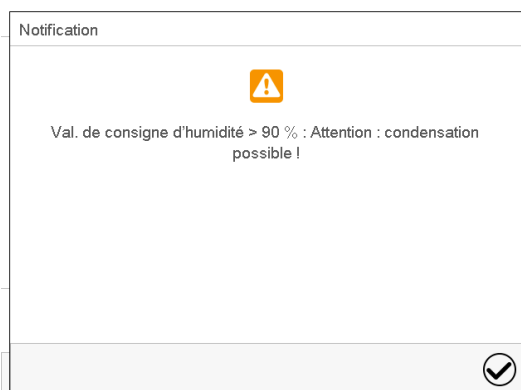 Notification
Val. de consigne d'humidité > 90 % : Attention : condensation
possible !